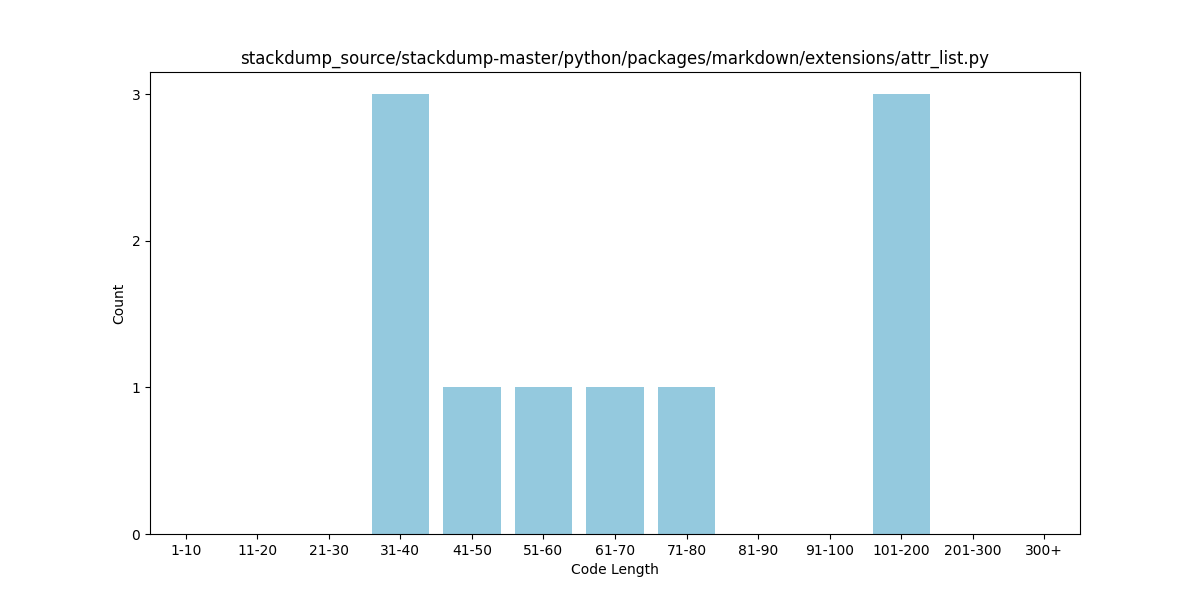 stackdump_source/stackdump-master/python/packages/markdown/extensions/attr_list.py
3
2
1
0
Count
1-10 11-20 21-30 31-40 41-50 51-60 61-70 71-80 81-90 91-100 101-200 201-300 300+
Code Length